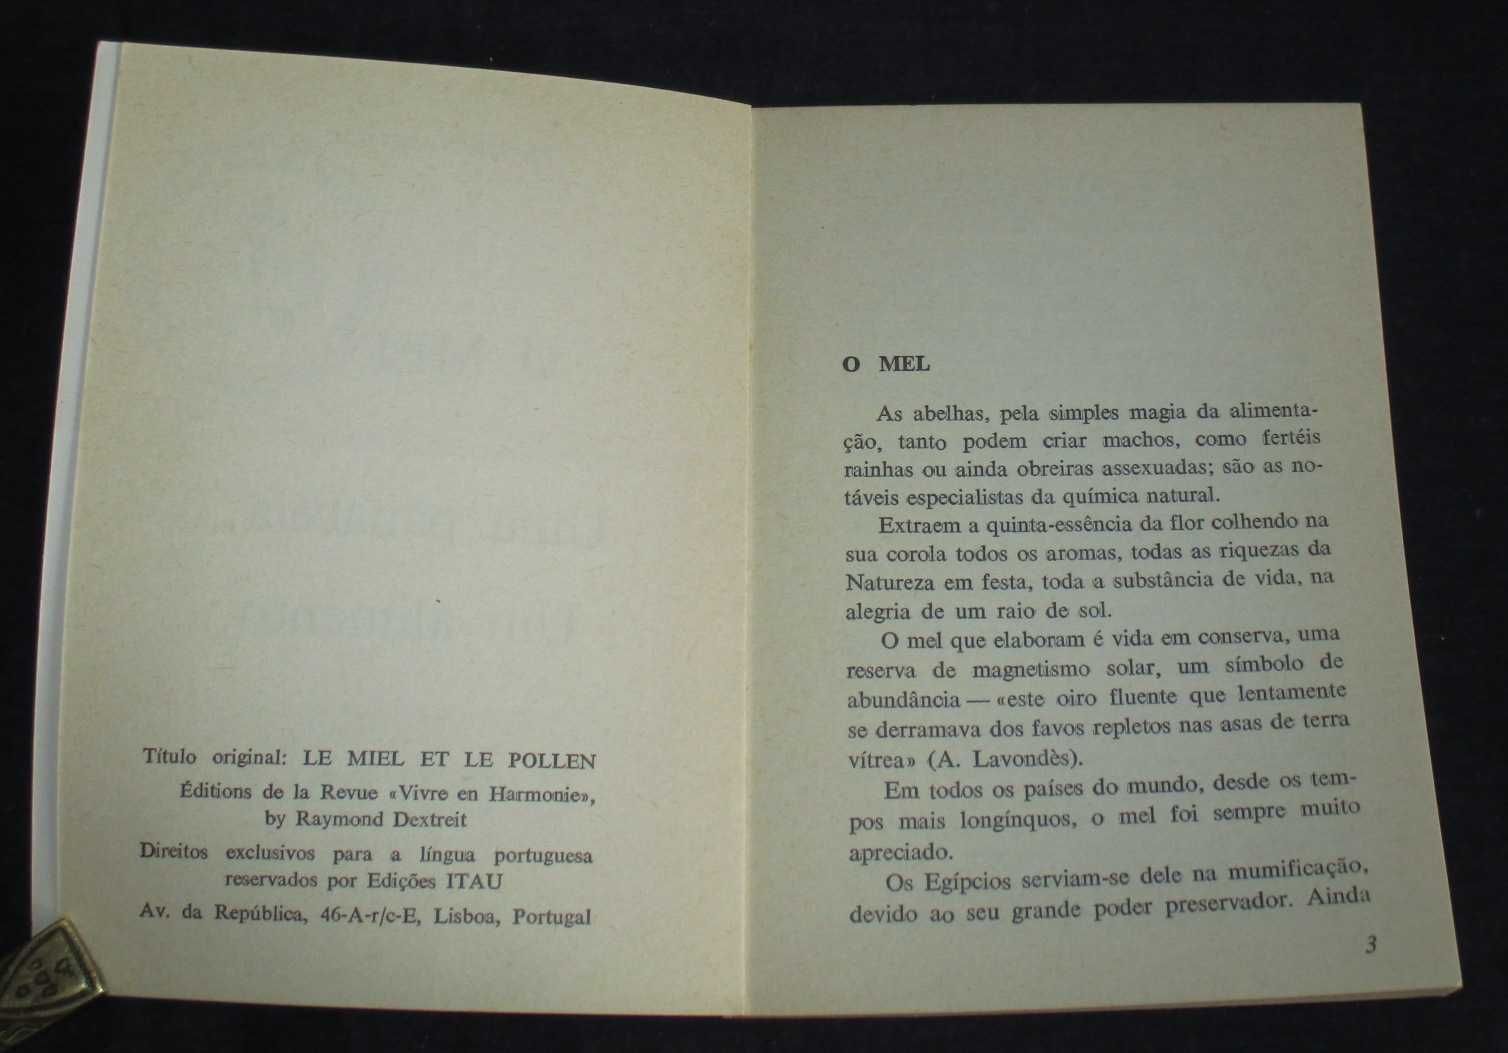 Título original: LE MIEL ET LE POLLEN
Éditions de la Revue «Vivre en Harmonie»,
by Raymond Dextreit
Direitos exclusivos para a língua portuguesa
reservados por Edições ITAU
Av. da República, 46-A-r/c-E, Lisboa, Portugal
O MEL
As abelhas, pela simples magia da alimenta-
ção, tanto podem criar machos, como fertéis
rainhas ou ainda obreiras assexuadas; são as no-
táveis especialistas da química natural.
Extraem a quinta-essência da flor colhendo na
sua corola todos os aromas, todas as riquezas da
Natureza em festa, toda a substância de vida, na
alegria de um raio de sol.
O mel que elaboram é vida em conserva, uma
reserva de magnetismo solar, um símbolo de
abundância — «este oiro fluente que lentamente
se derramava dos favos repletos nas asas de terra
vítrea» (A. Lavondès).
Em todos os países do mundo, desde os tem-
pos mais longínquos, o mel foi sempre muito
apreciado.
Os Egípcios serviam-se dele na mumificação,
devido ao seu grande poder preservador. Ainda
3